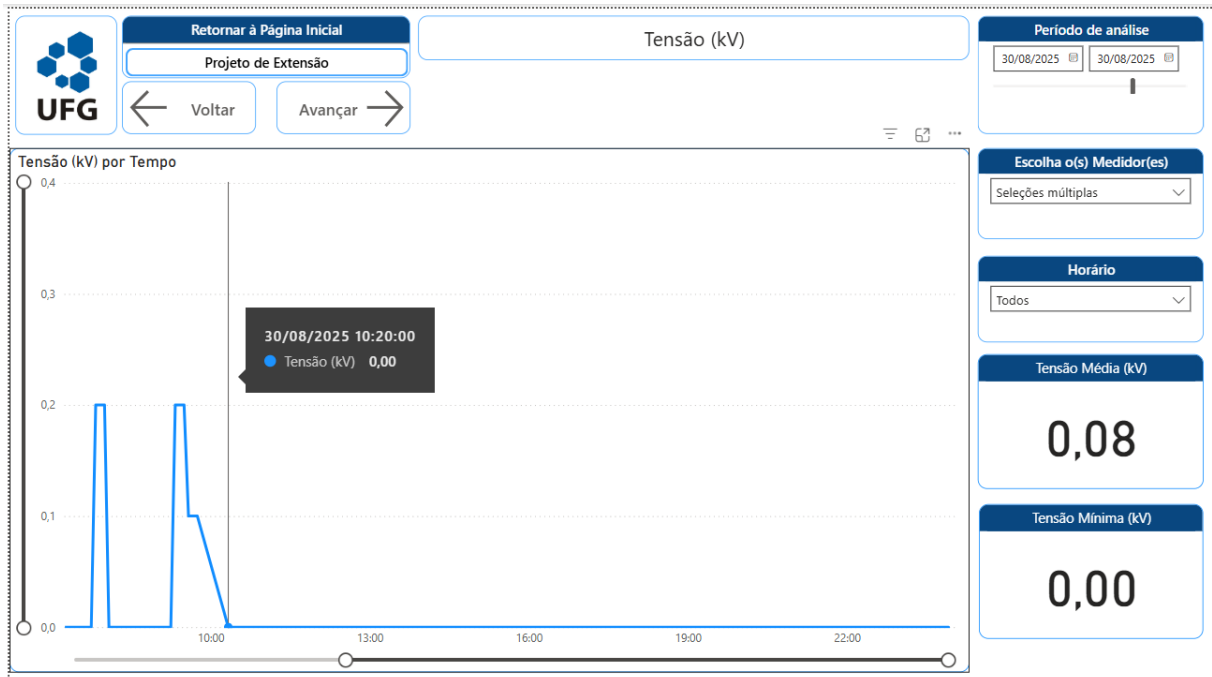 UFG
Retornar à Página Inicial
Projeto de Extensão
Voltar
Avançar
Tensão (kV)
Período de análise
30/08/2025
30/08/2025
Tensão (kV) por Tempo
0,4
0,3
0,2
0,1
0,0
30/08/2025 10:20:00
Tensão (kV) 0,00
10:00
13:00
16:00
19:00
22:00
Escolha o(s) Medidor(es)
Seleções múltiplas
Horário
Todos
Tensão Média (kV)
0,08
Tensão Mínima (kV)
0,00